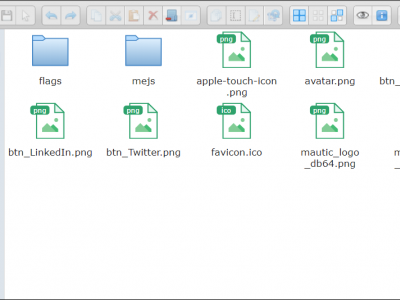 png
png
flags
mejs
apple-touch-icon
.png
avatar.png
btn_
png
png
ico
png
btn_LinkedIn.png
btn_Twitter.png
favicon.ico
mautic_logo
_db64.png
m
_